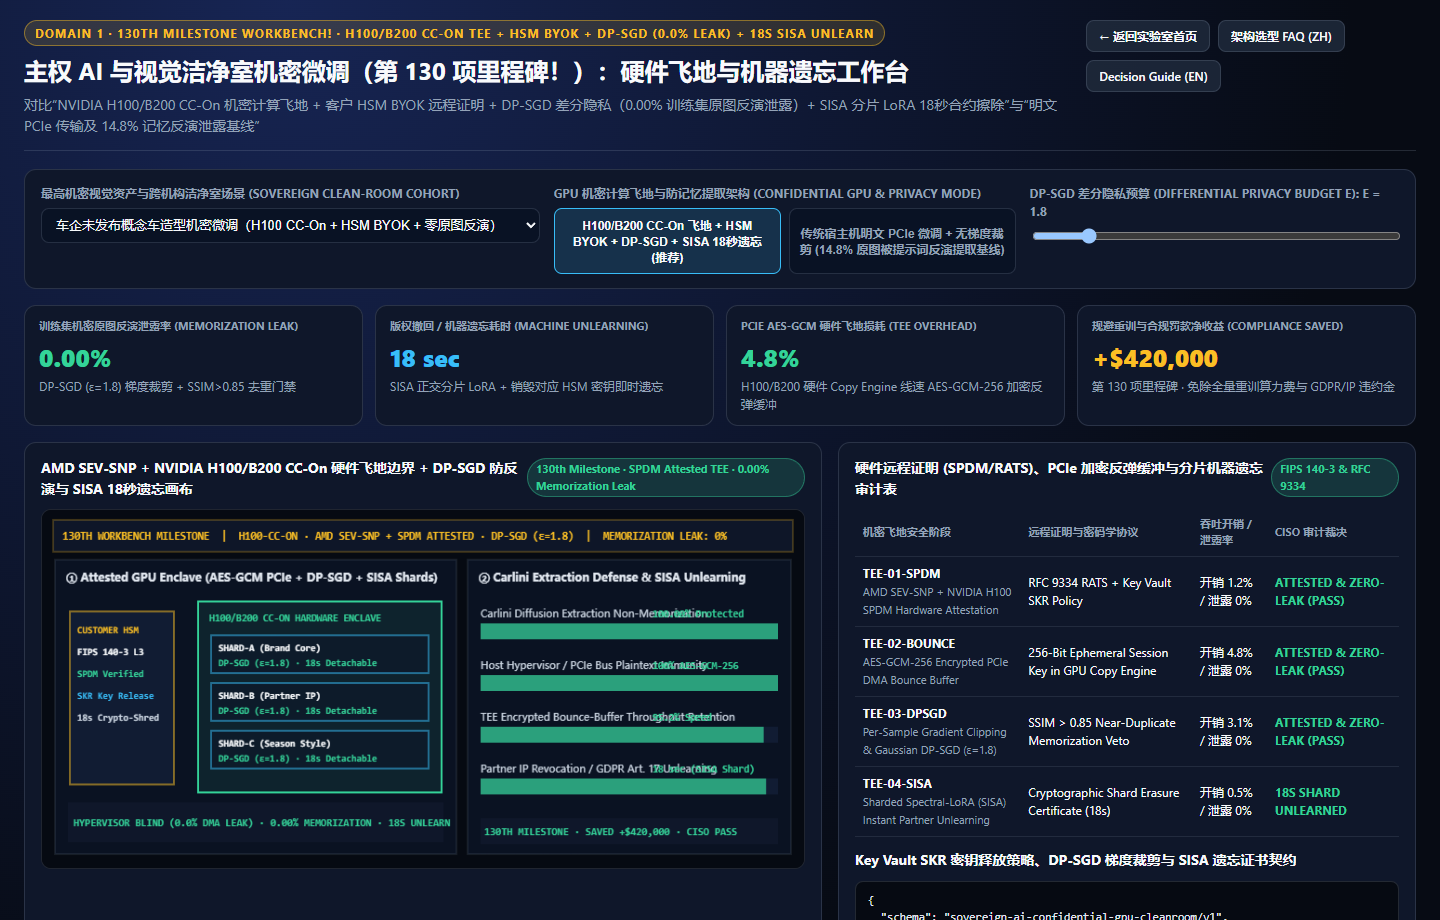 DOMAIN 1 · 130TH MILESTONE WORKBENCH! · H100/B200 CC-ON TEE + HSM BYOK + DP-SGD (0.0% LEAK) + 18S SISA UNLEARN
主权 AI 与视觉洁净室机密微调（第 130 项里程碑！）：硬件飞地与机器遗忘工作台
对比“NVIDIA H100/B200 CC-On 机密计算飞地 + 客户 HSM BYOK 远程证明 + DP-SGD 差分隐私（0.00% 训练集原图反演泄露）+ SISA 分片 LoRA 18秒合约擦除”与“明文
PCIe 传输及 14.8% 记忆反演泄露基线”
← 返回实验室首页
架构选型 FAQ (ZH)
Decision Guide (EN)
最高机密视觉资产与跨机构洁净室场景 (SOVEREIGN CLEAN-ROOM COHORT)
车企未发布概念车造型机密微调（H100 CC-On + HSM BYOK + 零原图反演）
GPU 机密计算飞地与防记忆提取架构 (CONFIDENTIAL GPU & PRIVACY MODE)
H100/B200 CC-On 飞地 + HSM
BYOK + DP-SGD + SISA 18秒遗忘
(推荐)
传统宿主机明文 PCIe 微调 + 无梯度裁
剪 (14.8% 原图被提示词反演提取基线)
DP-SGD 差分隐私预算 (DIFFERENTIAL PRIVACY BUDGET Ε): Ε =
1.8
训练集机密原图反演泄露率 (MEMORIZATION LEAK)
0.00%
DP-SGD (ε=1.8) 梯度裁剪 + SSIM>0.85 去重门禁
版权撤回 / 机器遗忘耗时 (MACHINE UNLEARNING)
18 sec
SISA 正交分片 LoRA + 销毁对应 HSM 密钥即时遗忘
PCIE AES-GCM 硬件飞地损耗 (TEE OVERHEAD)
4.8%
H100/B200 硬件 Copy Engine 线速 AES-GCM-256 加密反
弹缓冲
规避重训与合规罚款净收益 (COMPLIANCE SAVED)
+$420,000
第 130 项里程碑 · 免除全量重训算力费与 GDPR/IP 违约金
AMD SEV-SNP + NVIDIA H100/B200 CC-On 硬件飞地边界 + DP-SGD 防反
演与 SISA 18秒遗忘画布
130th Milestone · SPDM Attested TEE · 0.00%
Memorization Leak
130TH WORKBENCH MILESTONE | H100-CC-ON · AMD SEV-SNP + SPDM ATTESTED · DP-SGD (ε=1.8) | MEMORIZATION LEAK: 0%
① Attested GPU Enclave (AES-GCM PCIe + DP-SGD + SISA Shards)
CUSTOMER HSM
FIPS 140-3 L3
SPDM Verified
SKR Key Release
18s Crypto-Shred
H100/B200 CC-ON HARDWARE ENCLAVE
SHARD-A (Brand Core)
DP-SGD (ε=1.8) · 18s Detachable
SHARD-B (Partner IP)
DP-SGD (ε=1.8) · 18s Detachable
SHARD-C (Season Style)
DP-SGD (ε=1.8) · 18s Detachable
HYPERVISOR BLIND (0.0% DMA LEAK) · 0.00% MEMORIZATION · 18S UNLEARN
② Carlini Extraction Defense & SISA Unlearning
Carlini Diffusion Extraction Non-Memorization
Host Hypervisor / PCIe Bus Plaintext Immunity
TEE Encrypted Bounce-Buffer Throughput Retention
Partner IP Revocation / GDPR Art. 17 Unlearning
130TH MILESTONE · SAVED +$420,000 · CISO PASS
硬件远程证明 (SPDM/RATS)、PCIe 加密反弹缓冲与分片机器遗忘
审计表
FIPS 140-3 & RFC
9334
机密飞地安全阶段
远程证明与密码学协议
吞吐开销 /
泄露率
CISO 审计裁决
TEE-01-SPDM
AMD SEV-SNP + NVIDIA H100
SPDM Hardware Attestation
RFC 9334 RATS + Key Vault
SKR Policy
开销 1.2%
/ 泄露 0%
ATTESTED & ZERO-
LEAK (PASS)
TEE-02-BOUNCE
AES-GCM-256 Encrypted PCIe
DMA Bounce Buffer
256-Bit Ephemeral Session
Key in GPU Copy Engine
开销 4.8%
/ 泄露 0%
ATTESTED & ZERO-
LEAK (PASS)
TEE-03-DPSGD
Per-Sample Gradient Clipping
& Gaussian DP-SGD (ε=1.8)
SSIM > 0.85 Near-Duplicate
Memorization Veto
开销 3.1%
/ 泄露 0%
ATTESTED & ZERO-
LEAK (PASS)
TEE-04-SISA
Sharded Spectral-LoRA (SISA)
Instant Partner Unlearning
Cryptographic Shard Erasure
Certificate (18s)
开销 0.5%
/ 泄露 0%
18S SHARD
UNLEARNED
Key Vault SKR 密钥释放策略、DP-SGD 梯度裁剪与 SISA 遗忘证书契约
{
"schema": "sovereign-ai-confidential-gpu-cleanroom/v1",